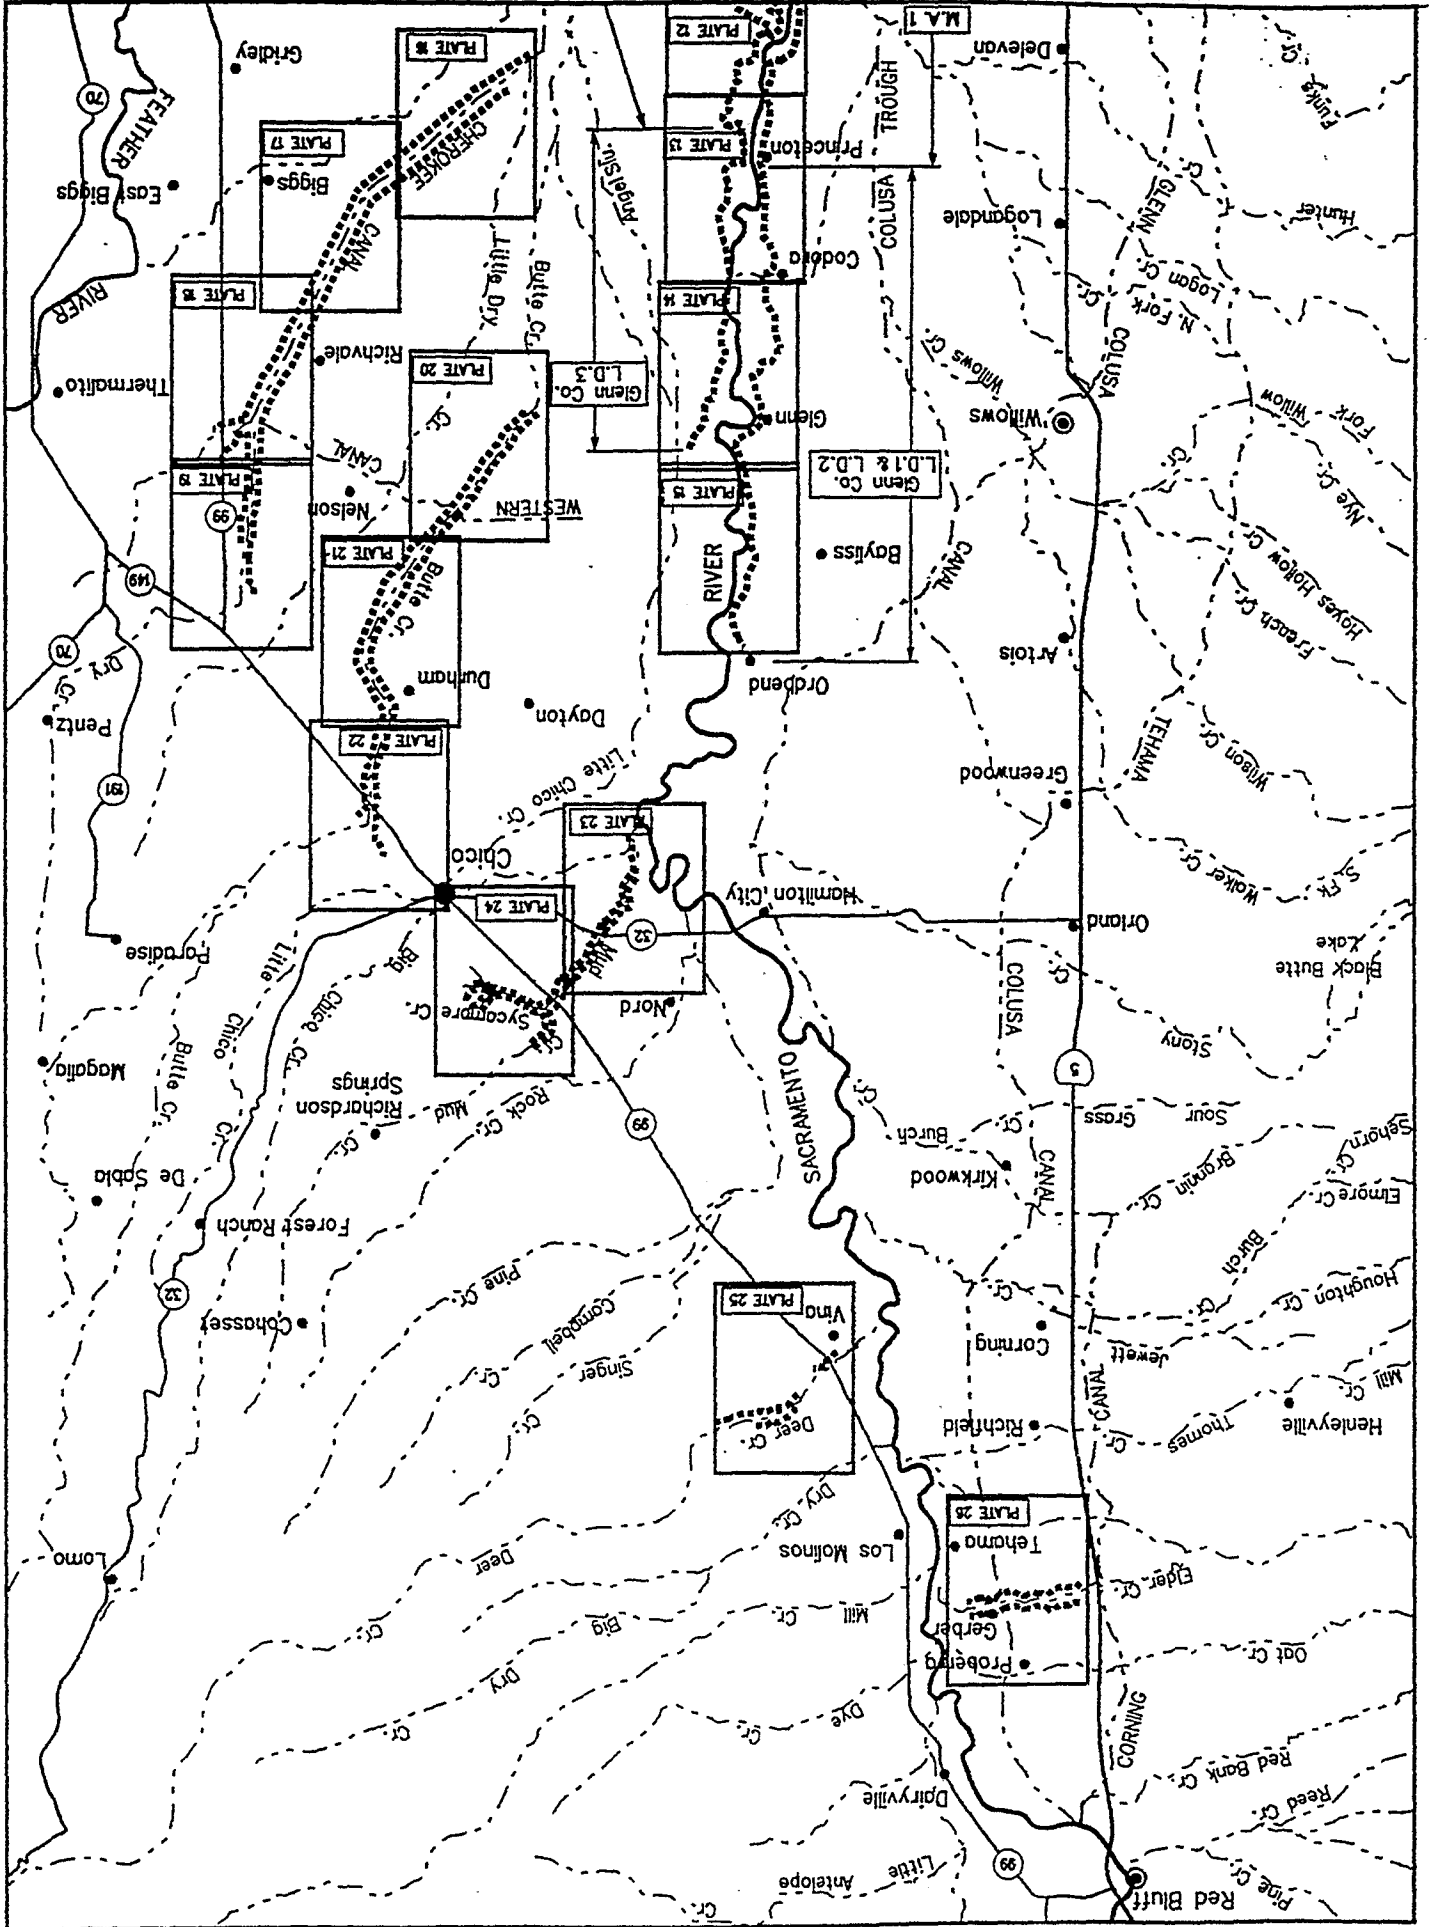 Pine Cr.
Red Bluff
99
Little
Antelope
Cr.
Reed Cr.
Red Bank Cr.
CORNING
Dairyville
Oat Cr.
Proberta
Gerber
Dye
Cr.
Dry
Cr.
Elder Cr.
Tehama
PLATE 26
Los Molinos
Mill
Cr.
Big
Cr.
Deer
Lomo
Dry Cr.
Henleyville
Mill Cr.
Thomes
Cr.
Richfield
CANAL
Deer Cr.
Vina
PLATE 25
Singer
Cr.
Campbell
Cr.
Pine Cr.
Cohasset
32
Jewett
Corning
Houghton Cr.
Cr.
Cr.
Burch
Elmore Cr.
Sehorn
Cr.
Brannin Cr.
CANAL
Kirkwood
Burch
Cr.
Forest Ranch
De Sabla
Sour
Grass
Cr.
SACRAMENTO
99
Rock Cr.
Mud
Cr.
Richardson
Springs
5
Stony
Cr.
Magalia
Butte Cr.
Chico
Cr.
Little
Chico Cr.
Big
Black Butte
Lake
COLUSA
Nord
Cr.
Sycamore Cr.
Mud
Orland
Hamilton City
32
PLATE 24
Paradise
S. Fk
Walker Cr.
Chico
PLATE 23
Greenwood
Little Chico Cr.
191
Wilson Cr.
TEHAMA
PLATE 22
Dayton
Durham
Pentz
Dry Cr.
70
Ordbend
Artois
French Cr.
Hayes Hollow Cr.
Butte Cr.
RIVER
149
CANAL
Bayliss
PLATE 21
Nye Cr.
Glenn Co.
L.D.1 & L.D.2
PLATE 15
WESTERN
CANAL
Nelson
99
PLATE 19
Fork
Willow
Cr.
Willows
Glenn
Glenn Co.
L.D.3
PLATE 20
Cr.
Richvale
Thermalito
COLUSA
Willows Cr.
N. Fork
Cr.
Logan Cr.
PLATE 14
PLATE 18
RIVER
Codora
Butte Cr.
Little Dry
CANAL
Hunter
Cr.
GLENN
Logandale
COLUSA
TROUGH
Princeton
PLATE 13
Angel Slu.
CHEROKEE
Biggs
PLATE 17
East Biggs
FEATHER
Funks
Cr.
Delevan
M.A. 1
PLATE 12
PLATE 16
Gridley
70